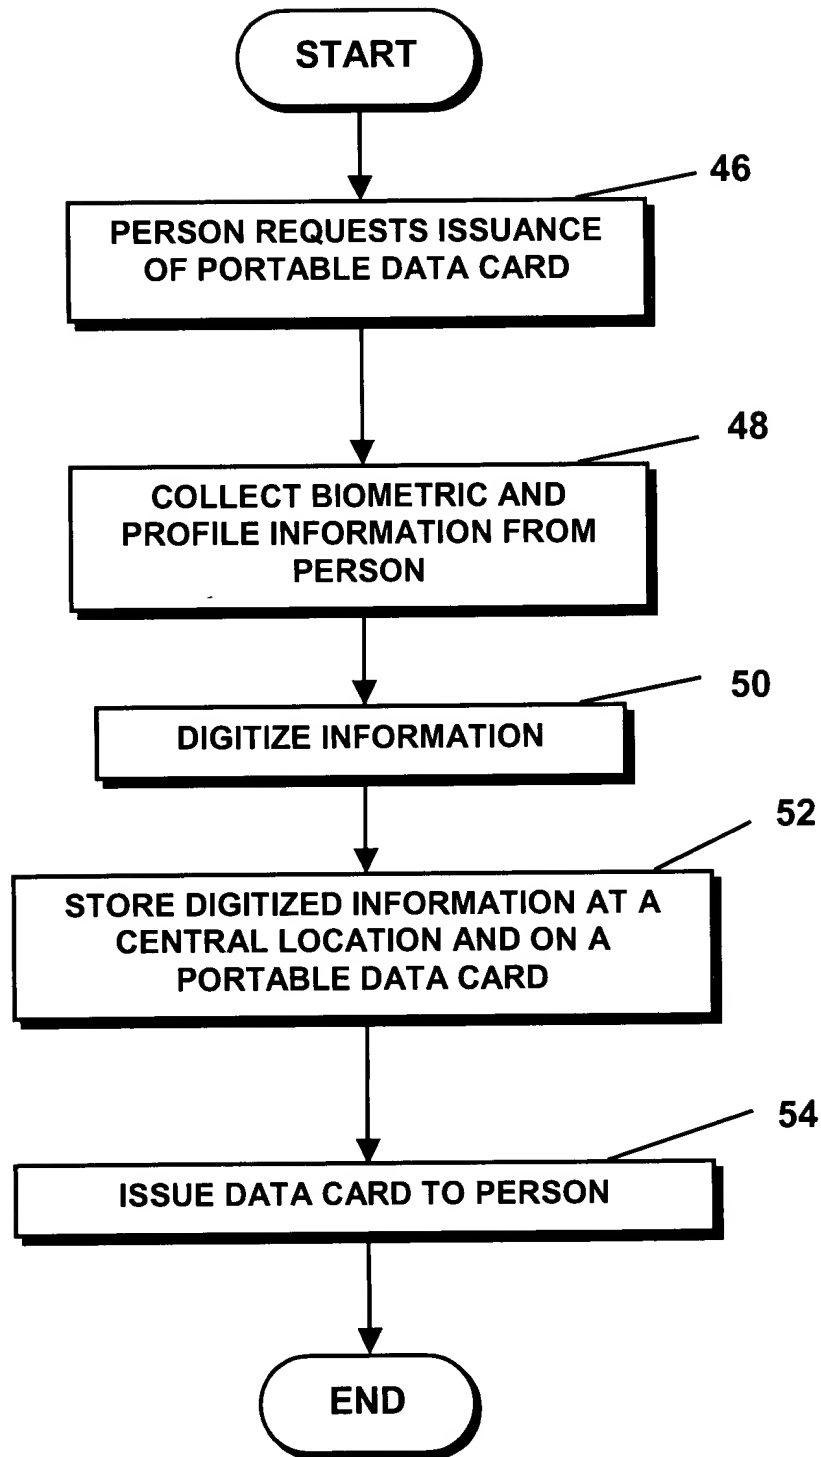 START
46
PERSON REQUESTS ISSUANCE
OF PORTABLE DATA CARD
48
COLLECT BIOMETRIC AND
PROFILE INFORMATION FROM
PERSON
50
DIGITIZE INFORMATION
52
STORE DIGITIZED INFORMATION AT A
CENTRAL LOCATION AND ON A
PORTABLE DATA CARD
54
ISSUE DATA CARD TO PERSON
END